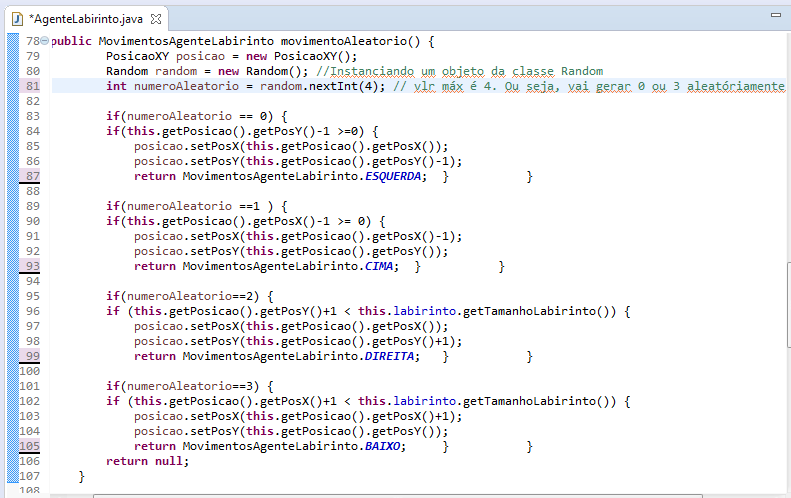 *AgenteLabirinto.java
78 public MovimentosAgenteLabirinto movimentoAleatorio() {
79 PosicaoXY posicao = new PosicaoXY();
80 Random random = new Random(); //Instanciando um objeto da classe Random
81 int numeroAleatorio = random.nextInt(4); // vlr máx é 4. Ou seja, vai gerar 0 ou 3 aleatóriamente
82
83 if(numeroAleatorio == 0) {
84 if(this.getPosicao().getPosY()-1 >=0) {
85 posicao.setPosX(this.getPosicao().getPosX());
86 posicao.setPosY(this.getPosicao().getPosY()-1);
87 return MovimentosAgenteLabirinto.ESQUERDA; } }
88
89 if(numeroAleatorio ==1 ) {
90 if(this.getPosicao().getPosX()-1 >= 0) {
91 posicao.setPosX(this.getPosicao().getPosX()-1);
92 posicao.setPosY(this.getPosicao().getPosY());
93 return MovimentosAgenteLabirinto.CIMA; } }
94
95 if(numeroAleatorio==2) {
96 if (this.getPosicao().getPosY()+1 < this.labirinto.getTamanhoLabirinto()) {
97 posicao.setPosX(this.getPosicao().getPosX());
98 posicao.setPosY(this.getPosicao().getPosY()+1);
99 return MovimentosAgenteLabirinto.DIREITA; } }
100
101 if(numeroAleatorio==3) {
102 if (this.getPosicao().getPosX()+1 < this.labirinto.getTamanhoLabirinto()) {
103 posicao.setPosX(this.getPosicao().getPosX()+1);
104 posicao.setPosY(this.getPosicao().getPosY());
105 return MovimentosAgenteLabirinto.BAIXO; } }
106 return null;
107 }
108